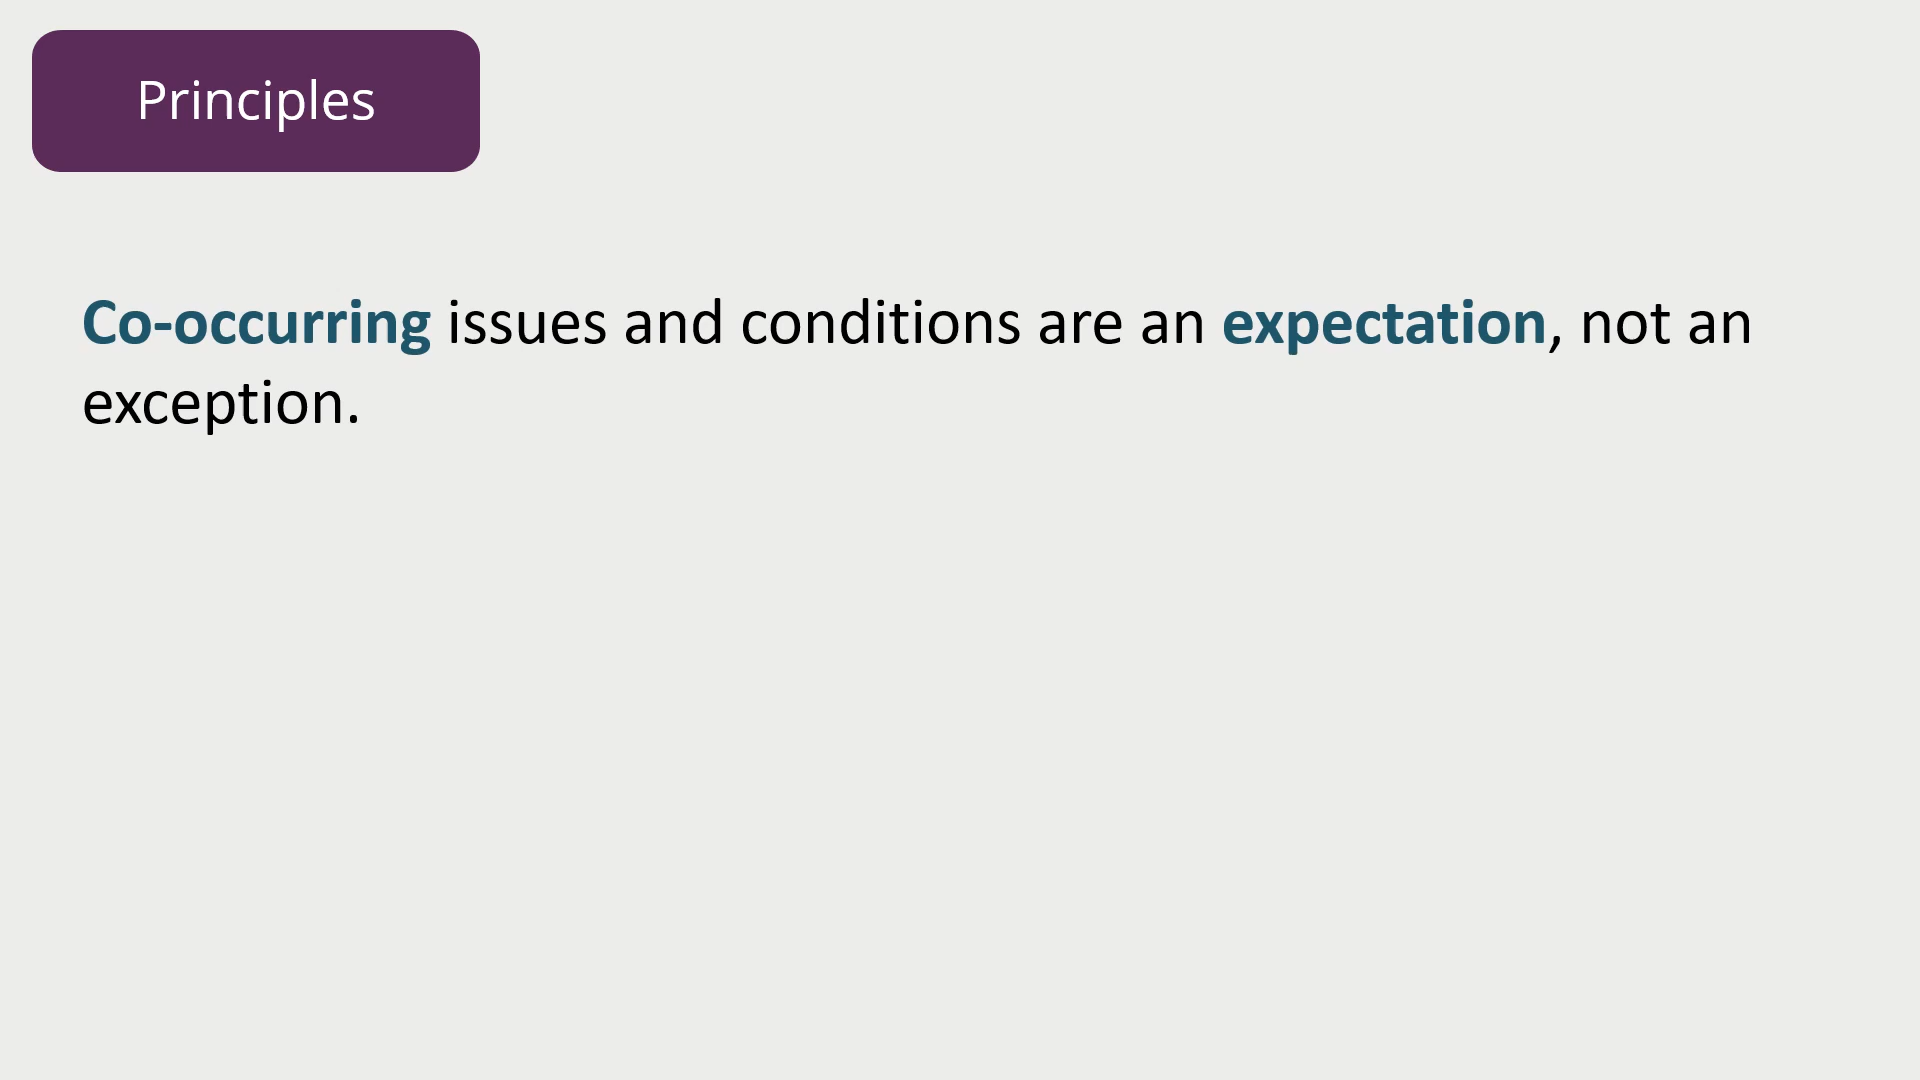 Principles
Co-occurring issues and conditions are an expectation, not an
exception.